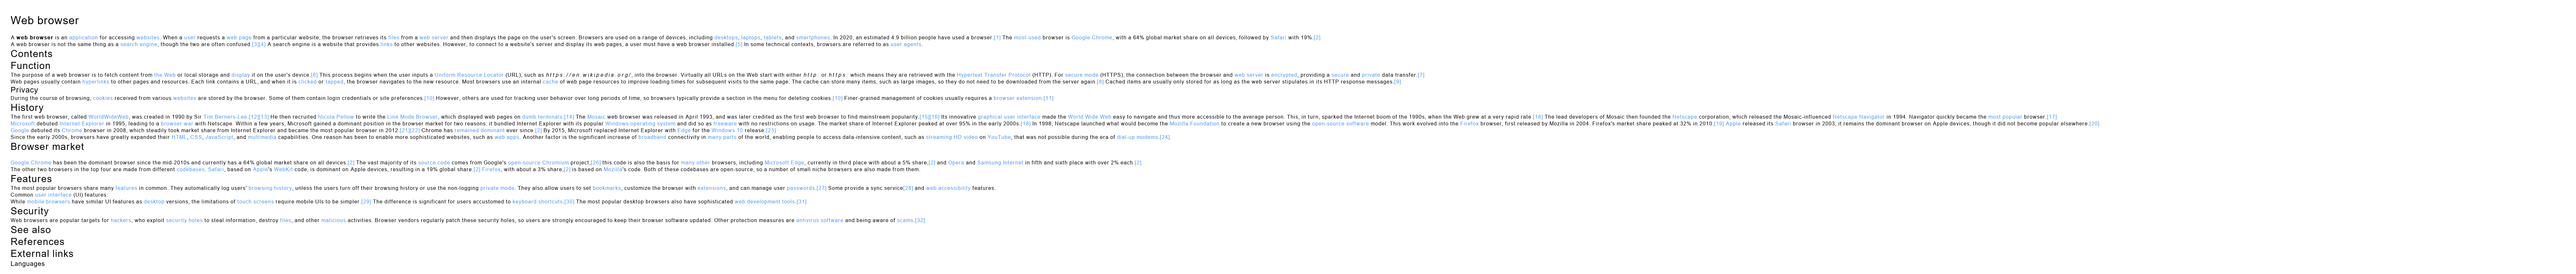 Web browser
A web browser is an application for accessing websites. When a user requests a web page from a particular website, the browser retrieves its files from a web server and then displays the page on the user's screen. Browsers are used on a range of devices, including desktops, laptops, tablets, and smartphones. In 2020, an estimated 4.9 billion people have used a browser.[1] The most-used browser is Google Chrome, with a 64% global market share on all devices, followed by Safari with 19%.[2]
A web browser is not the same thing as a search engine, though the two are often confused.[3][4] A search engine is a website that provides links to other websites. However, to connect to a website's server and display its web pages, a user must have a web browser installed.[5] In some technical contexts, browsers are referred to as user agents.
Contents
Function
The purpose of a web browser is to fetch content from the Web or local storage and display it on the user's device.[6] This process begins when the user inputs a Uniform Resource Locator (URL), such as https://en.wikipedia.org/, into the browser. Virtually all URLs on the Web start with either http: or https: which means they are retrieved with the Hypertext Transfer Protocol (HTTP). For secure mode (HTTPS), the connection between the browser and web server is encrypted, providing a secure and private data transfer.[7]
Web pages usually contain hyperlinks to other pages and resources. Each link contains a URL, and when it is clicked or tapped, the browser navigates to the new resource. Most browsers use an internal cache of web page resources to improve loading times for subsequent visits to the same page. The cache can store many items, such as large images, so they do not need to be downloaded from the server again.[8] Cached items are usually only stored for as long as the web server stipulates in its HTTP response messages.[9]
Privacy
During the course of browsing, cookies received from various websites are stored by the browser. Some of them contain login credentials or site preferences.[10] However, others are used for tracking user behavior over long periods of time, so browsers typically provide a section in the menu for deleting cookies.[10] Finer-grained management of cookies usually requires a browser extension.[11]
History
The first web browser, called WorldWideWeb, was created in 1990 by Sir Tim Berners-Lee.[12][13] He then recruited Nicola Pellow to write the Line Mode Browser, which displayed web pages on dumb terminals.[14] The Mosaic web browser was released in April 1993, and was later credited as the first web browser to find mainstream popularity.[15][16] Its innovative graphical user interface made the World Wide Web easy to navigate and thus more accessible to the average person. This, in turn, sparked the Internet boom of the 1990s, when the Web grew at a very rapid rate.[16] The lead developers of Mosaic then founded the Netscape corporation, which released the Mosaic-influenced Netscape Navigator in 1994. Navigator quickly became the most popular browser.[17]
Microsoft debuted Internet Explorer in 1995, leading to a browser war with Netscape. Within a few years, Microsoft gained a dominant position in the browser market for two reasons: it bundled Internet Explorer with its popular Windows operating system and did so as freeware with no restrictions on usage. The market share of Internet Explorer peaked at over 95% in the early 2000s.[18] In 1998, Netscape launched what would become the Mozilla Foundation to create a new browser using the open-source software model. This work evolved into the Firefox browser, first released by Mozilla in 2004. Firefox's market share peaked at 32% in 2010.[19] Apple released its Safari browser in 2003; it remains the dominant browser on Apple devices, though it did not become popular elsewhere.[20]
Google debuted its Chrome browser in 2008, which steadily took market share from Internet Explorer and became the most popular browser in 2012.[21][22] Chrome has remained dominant ever since.[2] By 2015, Microsoft replaced Internet Explorer with Edge for the Windows 10 release.[23]
Since the early 2000s, browsers have greatly expanded their HTML, CSS, JavaScript, and multimedia capabilities. One reason has been to enable more sophisticated websites, such as web apps. Another factor is the significant increase of broadband connectivity in many parts of the world, enabling people to access data-intensive content, such as streaming HD video on YouTube, that was not possible during the era of dial-up modems.[24]
Browser market
Google Chrome has been the dominant browser since the mid-2010s and currently has a 64% global market share on all devices.[2] The vast majority of its source code comes from Google's open-source Chromium project;[26] this code is also the basis for many other browsers, including Microsoft Edge, currently in third place with about a 5% share,[2] and Opera and Samsung Internet in fifth and sixth place with over 2% each.[2]
The other two browsers in the top four are made from different codebases. Safari, based on Apple's WebKit code, is dominant on Apple devices, resulting in a 19% global share.[2] Firefox, with about a 3% share,[2] is based on Mozilla's code. Both of these codebases are open-source, so a number of small niche browsers are also made from them.
Features
The most popular browsers share many features in common. They automatically log users' browsing history, unless the users turn off their browsing history or use the non-logging private mode. They also allow users to set bookmarks, customize the browser with extensions, and can manage user passwords.[27] Some provide a sync service[28] and web accessibility features.
Common user interface (UI) features:
While mobile browsers have similar UI features as desktop versions, the limitations of touch screens require mobile UIs to be simpler.[29] The difference is significant for users accustomed to keyboard shortcuts.[30] The most popular desktop browsers also have sophisticated web development tools.[31]
Security
Web browsers are popular targets for hackers, who exploit security holes to steal information, destroy files, and other malicious activities. Browser vendors regularly patch these security holes, so users are strongly encouraged to keep their browser software updated. Other protection measures are antivirus software and being aware of scams.[32]
See also
References
External links
Languages